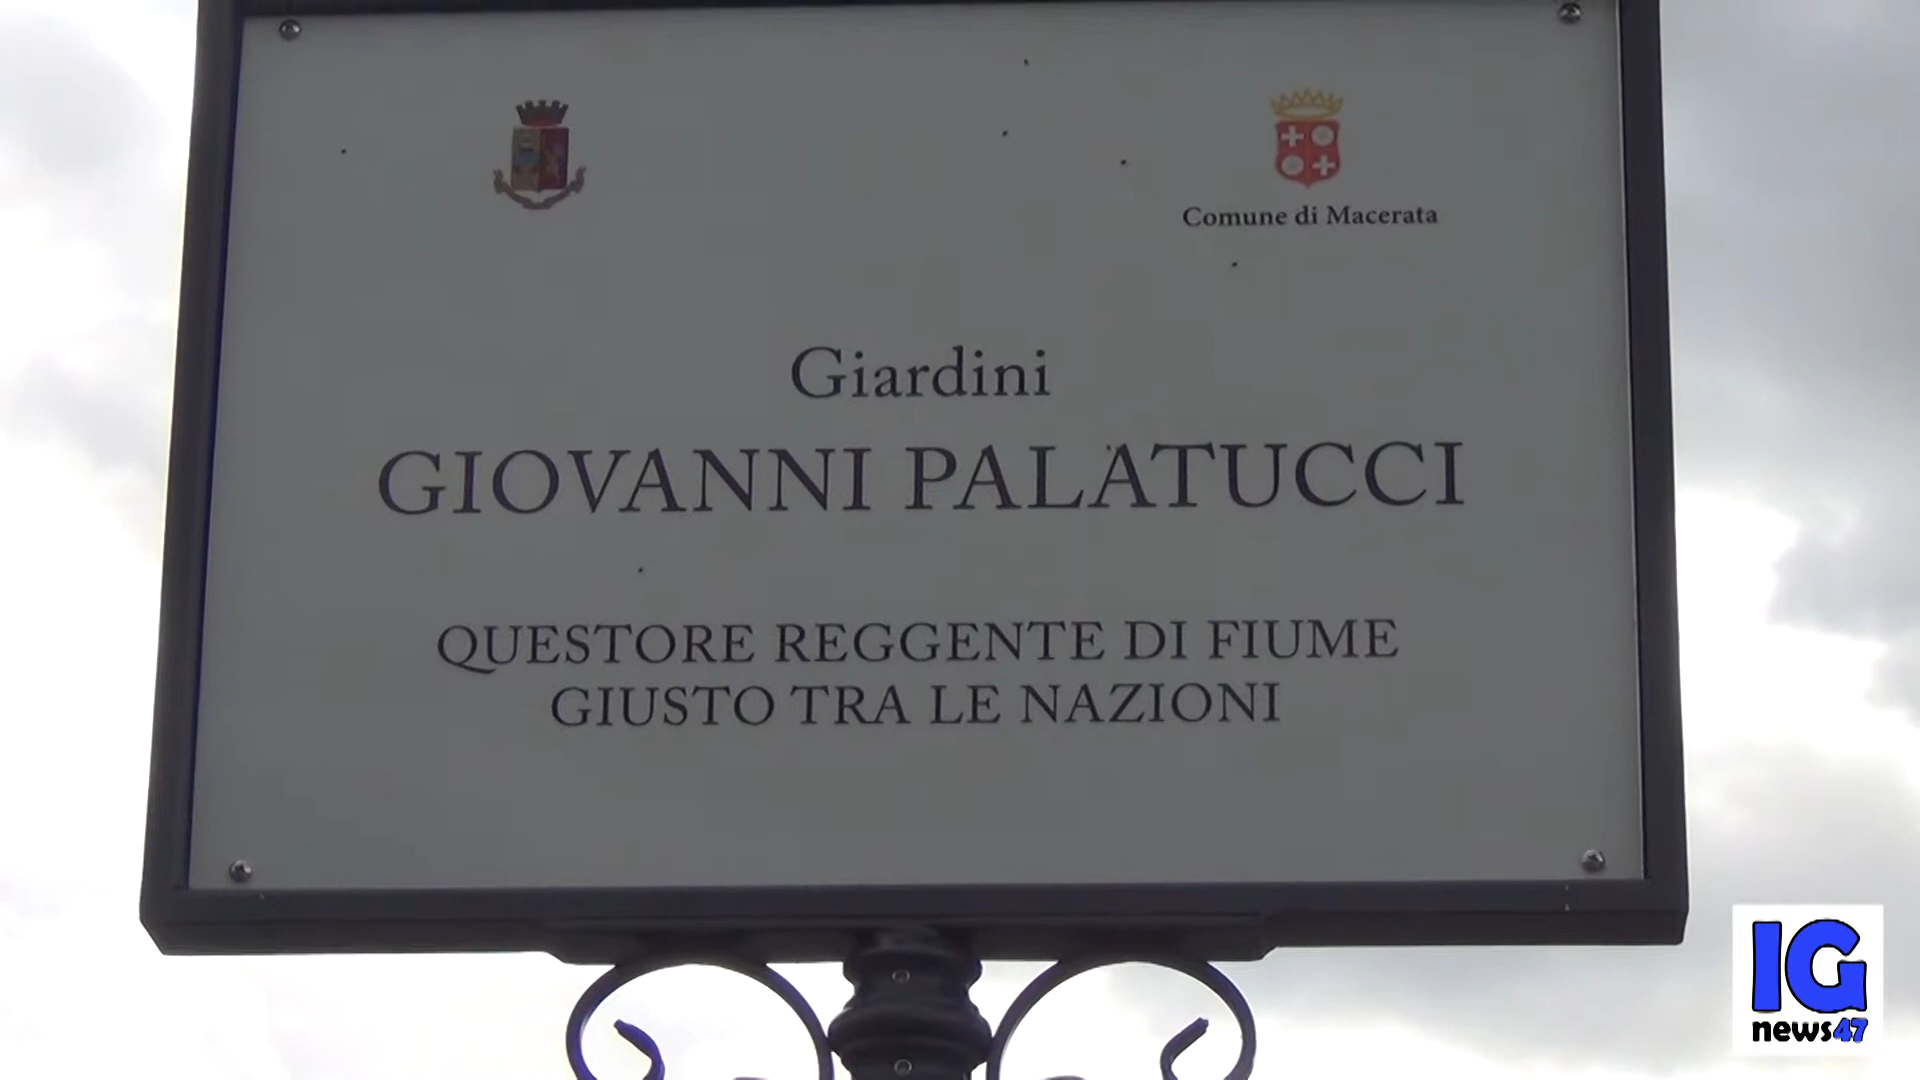 Comune di Macerata
Giardini
GIOVANNI PALATUCCI
QUESTORE REGGENTE DI FIUME
GIUSTO TRA LE NAZIONI
IG
news47